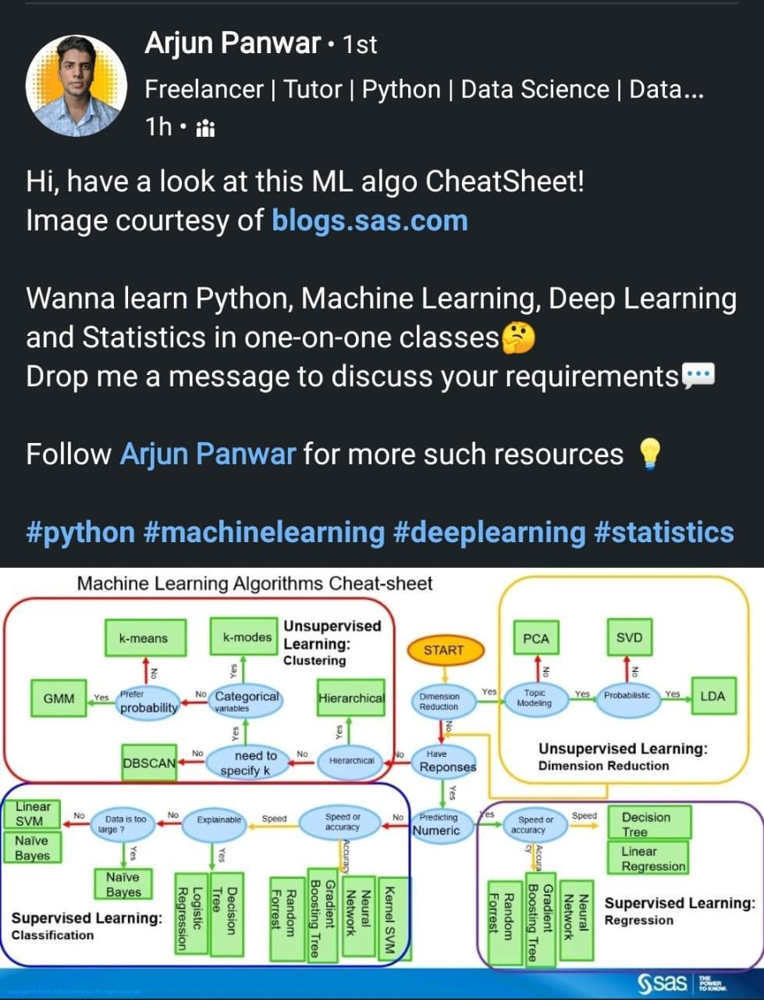 Arjun Panwar • 1st
Freelancer | Tutor | Python | Data Science | Data...
1h •
Hi, have a look at this ML algo CheatSheet!
Image courtesy of blogs.sas.com
Wanna learn Python, Machine Learning, Deep Learning
and Statistics in one-on-one classes🤔
Drop me a message to discuss your requirements💬
Follow Arjun Panwar for more such resources 💡
#python #machinelearning #deeplearning #statistics
Machine Learning Algorithms Cheat-sheet
Unsupervised
Learning:
Clustering
k-means
k-modes
No
Yes
GMM
Yes
Prefer
probability
No
Categorical
variables
Hierarchical
Yes
Yes
DBSCAN
No
need to
specify k
No
Hierarchical
No
START
Dimension
Reduction
Yes
No
Have
Reponses
Yes
Predicting
Numeric
PCA
SVD
No
No
Topic
Modeling
Yes
Probabilistic
Yes
LDA
Unsupervised Learning:
Dimension Reduction
Linear
SVM
Naïve
Bayes
No
Data is too
large ?
No
Explainable
Speed
Speed or
accuracy
No
Yes
Yes
Accuracy
Naïve
Bayes
Logistic
Regression
Decision
Tree
Random
Forrest
Gradient
Boosting Tree
Neural
Network
Kernel SVM
Supervised Learning:
Classification
Yes
Speed or
accuracy
Speed
Accura
cy
Decision
Tree
Linear
Regression
Random
Forrest
Gradient
Boosting Tree
Neural
Network
Supervised Learning:
Regression
sas
THE
POWER
TO KNOW.